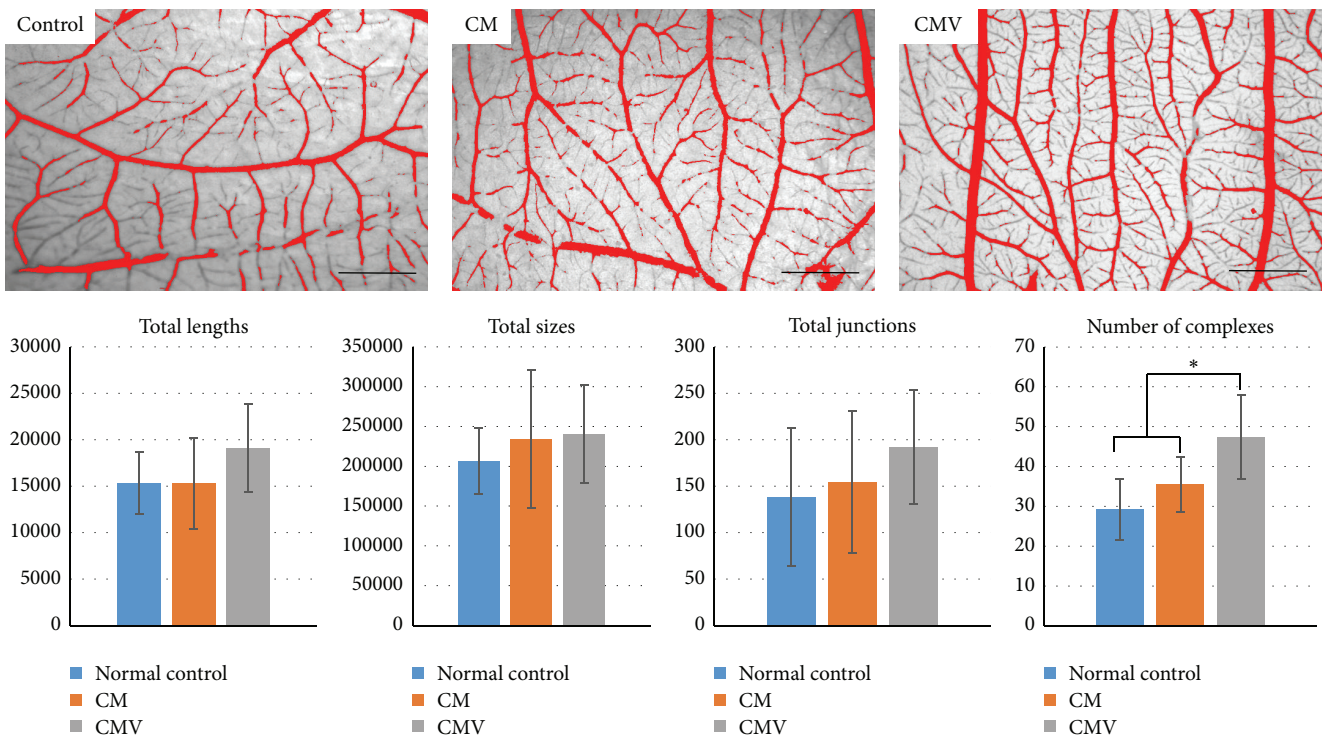 Control
CM
CMV
Total lengths
30000
25000
20000
15000
10000
5000
0
Normal control
CM
CMV
Total sizes
350000
300000
250000
200000
150000
100000
50000
0
Normal control
CM
CMV
Total junctions
300
250
200
150
100
50
0
Normal control
CM
CMV
Number of complexes
70
60
50
40
30
20
10
0
*
Normal control
CM
CMV